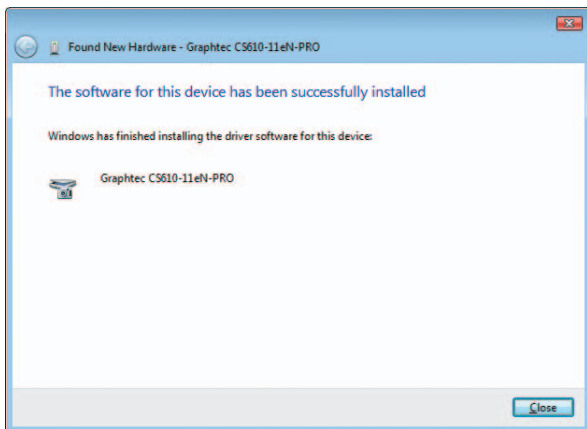 Found New Hardware - Graphtec CS610-11eN-PRO
The software for this device has been successfully installed
Windows has finished installing the driver software for this device:
Graphtec CS610-11eN-PRO
Close